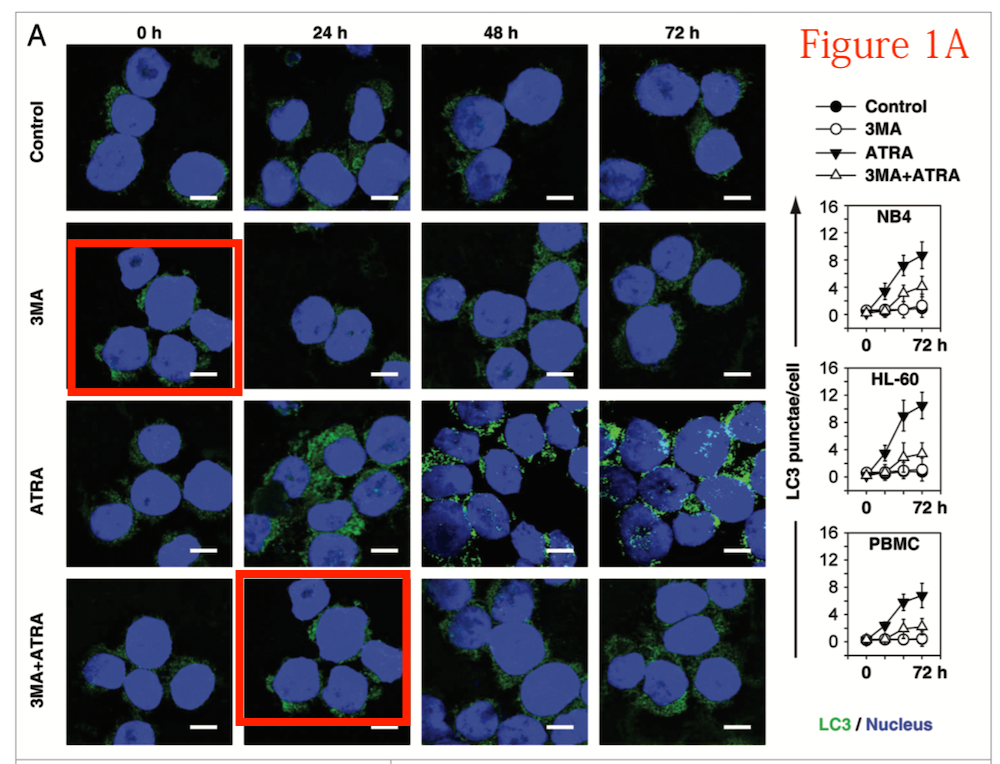 A
0 h 24 h 48 h 72 h
Figure 1A
Control
3MA
ATRA
3MA+ATRA
Control
3MA
ATRA
3MA+ATRA
LC3 punctae/cell
16
NB4
12
8
4
0
0 72 h
16
HL-60
12
8
4
0
0 72 h
16
PBMC
12
8
4
0
0 72 h
LC3 / Nucleus